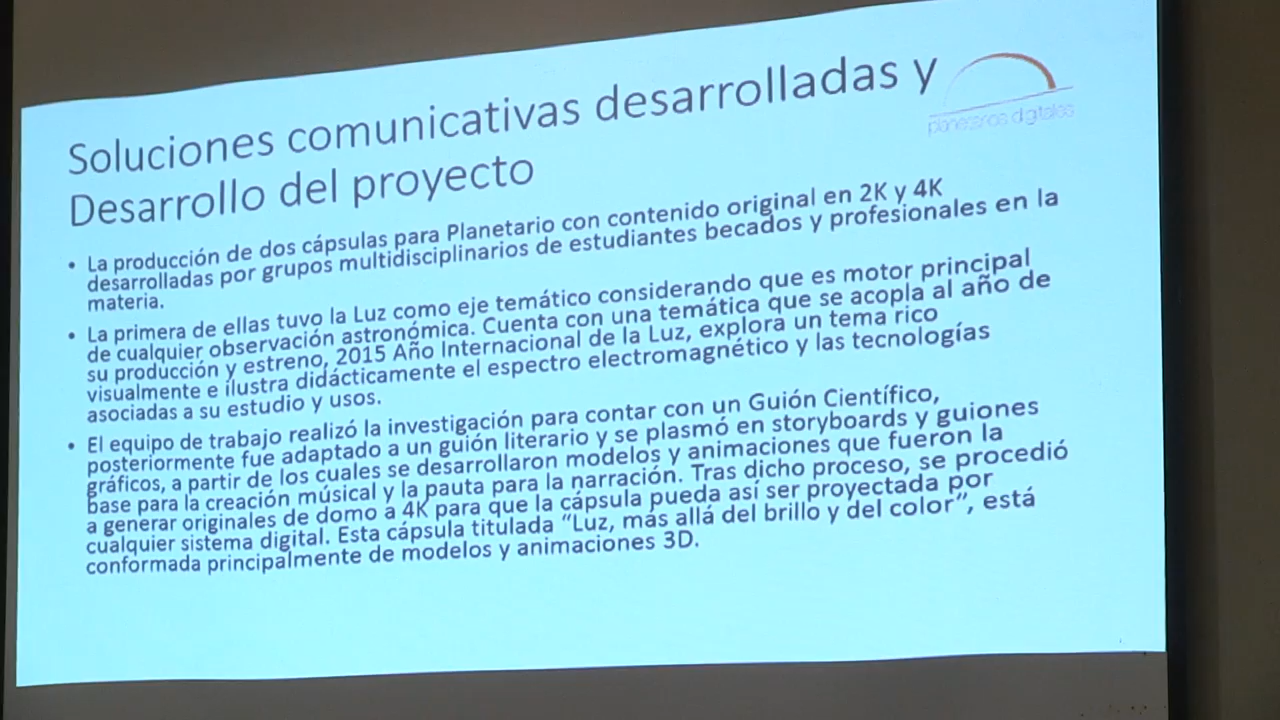 Soluciones comunicativas desarrolladas y
Desarrollo del proyecto
planetarios digitales
• La producción de dos cápsulas para Planetario con contenido original en 2K y 4K
desarrolladas por grupos multidisciplinarios de estudiantes becados y profesionales en la
materia.
• La primera de ellas tuvo la Luz como eje temático considerando que es motor principal
de cualquier observación astronómica. Cuenta con una temática que se acopla al año de
su producción y estreno, 2015 Año Internacional de la Luz, explora un tema rico
visualmente e ilustra didácticamente el espectro electromagnético y las tecnologías
asociadas a su estudio y usos.
• El equipo de trabajo realizó la investigación para contar con un Guión Científico,
posteriormente fue adaptado a un guión literario y se plasmó en storyboards y guiones
gráficos, a partir de los cuales se desarrollaron modelos y animaciones que fueron la
base para la creación músical y la pauta para la narración. Tras dicho proceso, se procedió
a generar originales de domo a 4K para que la cápsula pueda así ser proyectada por
cualquier sistema digital. Esta cápsula titulada “Luz, más allá del brillo y del color”, está
conformada principalmente de modelos y animaciones 3D.